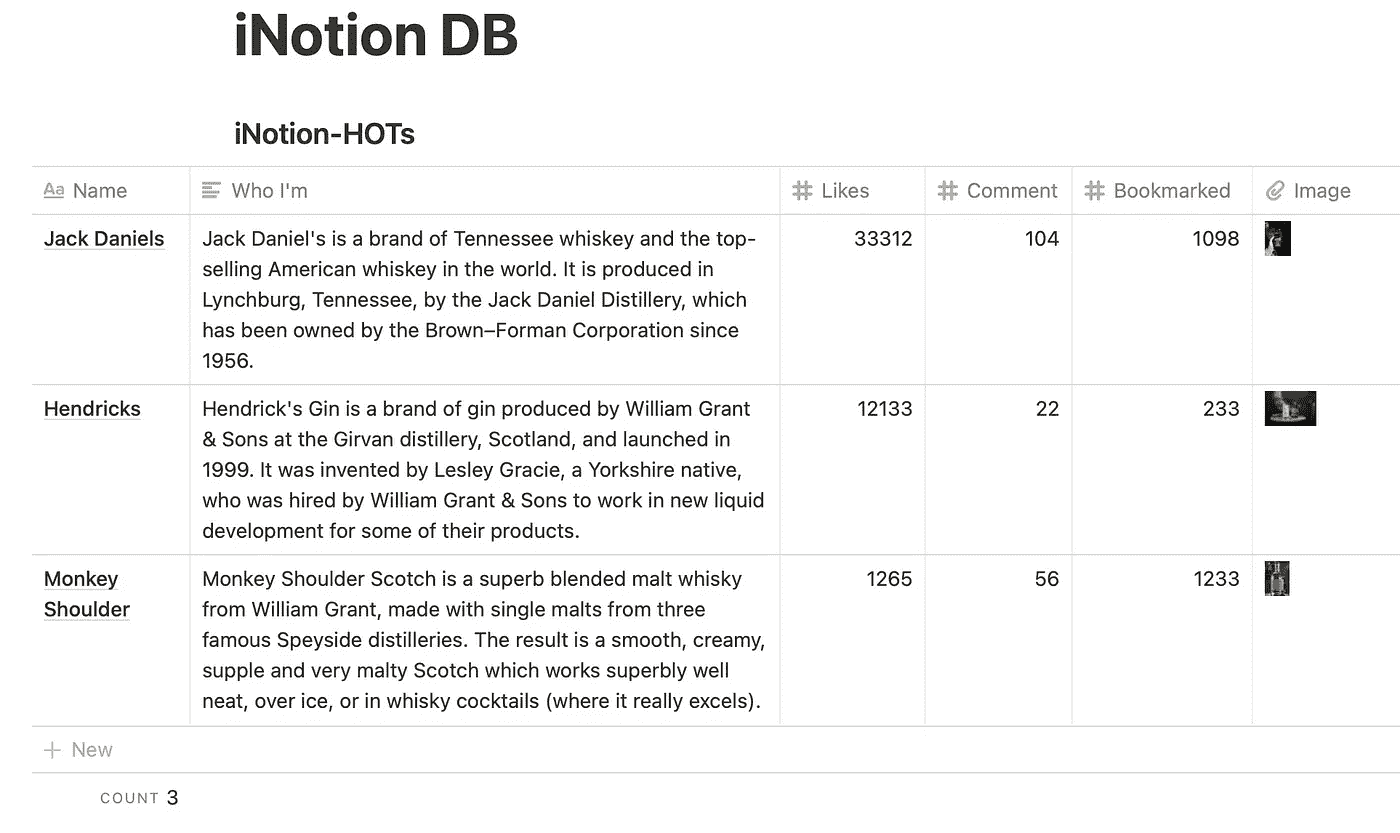 iNotion DB
iNotion-HOTs
Aa Name Who I'm Likes Comment Bookmarked Image
Jack Daniels
Jack Daniel's is a brand of Tennessee whiskey and the top-
selling American whiskey in the world. It is produced in
Lynchburg, Tennessee, by the Jack Daniel Distillery, which
has been owned by the Brown–Forman Corporation since
1956.
33312
104
1098
Hendricks
Hendrick's Gin is a brand of gin produced by William Grant
& Sons at the Girvan distillery, Scotland, and launched in
1999. It was invented by Lesley Gracie, a Yorkshire native,
who was hired by William Grant & Sons to work in new liquid
development for some of their products.
12133
22
233
Monkey
Shoulder
Monkey Shoulder Scotch is a superb blended malt whisky
from William Grant, made with single malts from three
famous Speyside distilleries. The result is a smooth, creamy,
supple and very malty Scotch which works superbly well
neat, over ice, or in whisky cocktails (where it really excels).
1265
56
1233
+ New
COUNT 3